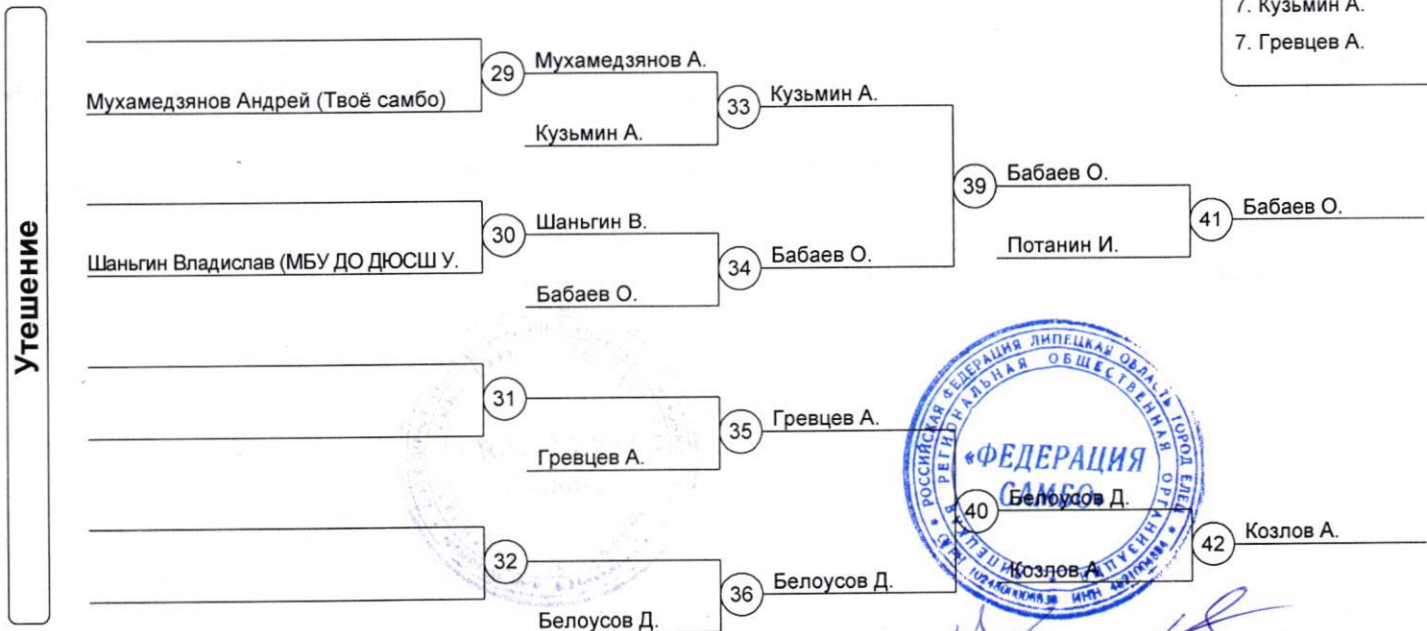 7. Кузьмин А.
7. Гревцев А.
Утешение
Мухамедзянов Андрей (Твоё самбо)
29
Мухамедзянов А.
Кузьмин А.
33
Кузьмин А.
Шаньгин Владислав (МБУ ДО ДЮСШ У.
30
Шаньгин В.
Бабаев О.
34
Бабаев О.
39
Бабаев О.
Потанин И.
41
Бабаев О.
31
Гревцев А.
35
Гревцев А.
32
Белоусов Д.
36
Белоусов Д.
40
Белоусов Д.
Козлов А.
42
Козлов А.
РОССИЙСКАЯ ФЕДЕРАЦИЯ ЛИПЕЦКАЯ ОБЛАСТЬ ГОРОД ЕЛЕЦ
РЕГИОНАЛЬНАЯ ОБЩЕСТВЕННАЯ ОРГАНИЗАЦИЯ
«ФЕДЕРАЦИЯ
САМБО»
ИНН